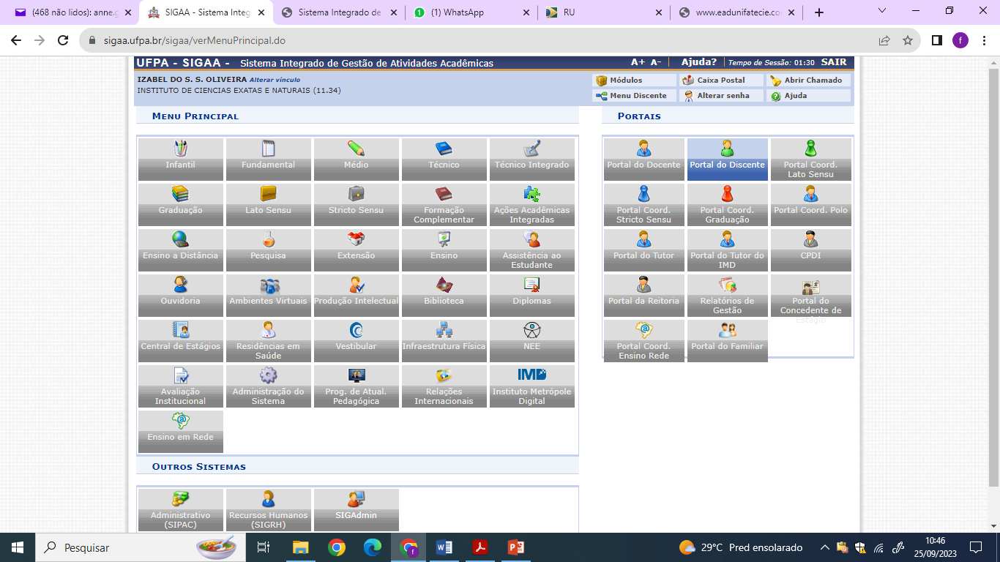 (468 não lidos): anne.g
SIGAA - Sistema Integ
Sistema Integrado de
(1) WhatsApp
RU
www.eadunifatecie.co
sigaa.ufpa.br/sigaa/verMenuPrincipal.do
f
UFPA - SIGAA - Sistema Integrado de Gestão de Atividades Acadêmicas
A+ A- Ajuda? Tempo de Sessão: 01:30 SAIR
IZABEL DO S. S. OLIVEIRA Alterar vínculo
INSTITUTO DE CIENCIAS EXATAS E NATURAIS (11.34)
Módulos Caixa Postal Abrir Chamado
Menu Discente Alterar senha Ajuda
MENU PRINCIPAL
Infantil Fundamental Médio Técnico Técnico Integrado
Graduação Lato Sensu Stricto Sensu Formação Complementar Ações Acadêmicas Integradas
Ensino a Distância Pesquisa Extensão Ensino Assistência ao Estudante
Ouvidoria Ambientes Virtuais Produção Intelectual Biblioteca Diplomas
Central de Estágios Residências em Saúde Vestibular Infraestrutura Física NEE
IMD
Avaliação Institucional Administração do Sistema Prog. de Atual. Pedagógica Relações Internacionais Instituto Metrópole Digital
Ensino em Rede
PORTAIS
Portal do Docente Portal do Discente Portal Coord. Lato Sensu
Portal Coord. Stricto Sensu Portal Coord. Graduação Portal Coord. Polo
Portal do Tutor Portal do Tutor do IMD CPDI
Portal da Reitoria Relatórios de Gestão Portal do Concedente de Estágio
Portal Coord. Ensino Rede Portal do Familiar
OUTROS SISTEMAS
Administrativo (SIPAC) Recursos Humanos (SIGRH) SIGAdmin
Pesquisar
f
29°C Pred ensolarado
10:46
25/09/2023